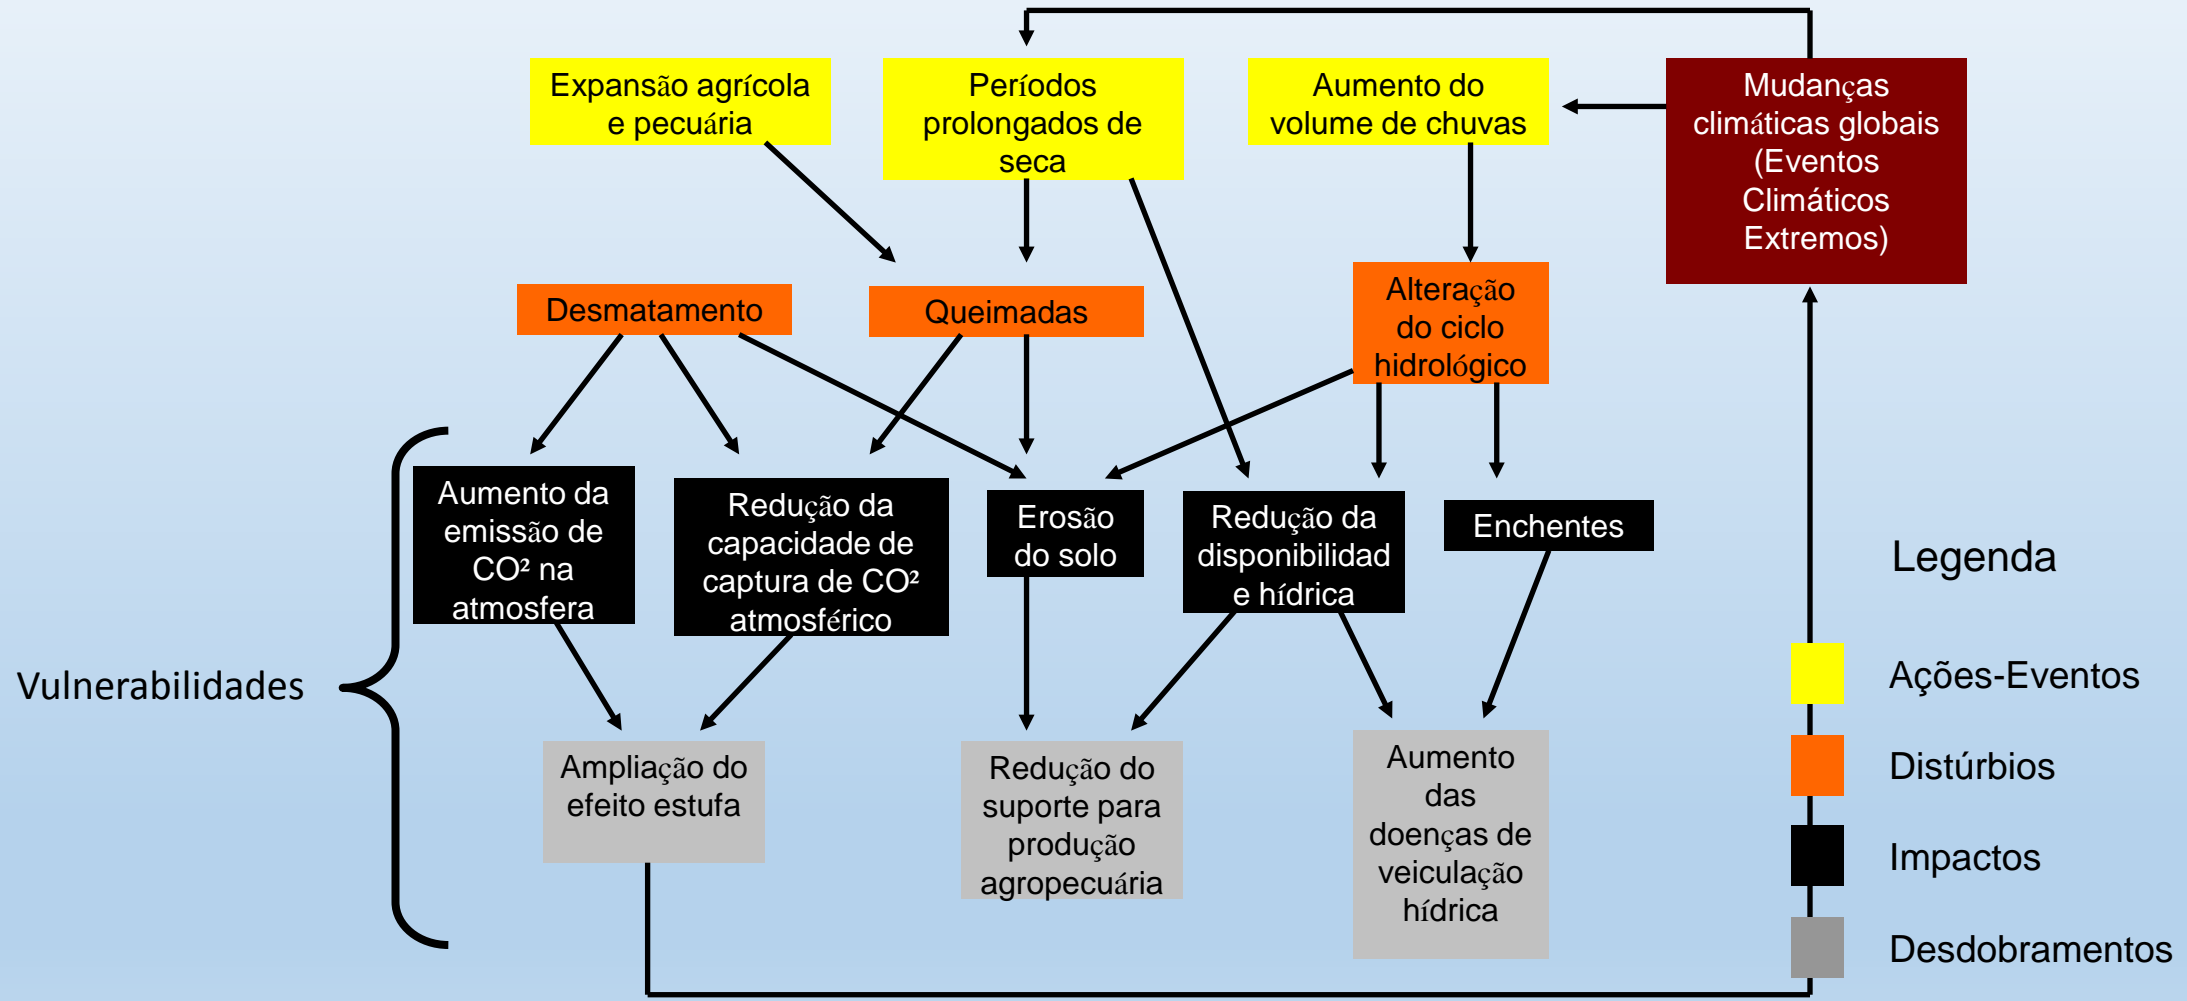 Expansão agrícola
e pecuária
Períodos
prolongados de
seca
Aumento do
volume de chuvas
Mudanças
climáticas globais
(Eventos
Climáticos
Extremos)
Desmatamento
Queimadas
Alteração
do ciclo
hidrológico
Vulnerabilidades
Aumento da
emissão de
CO² na
atmosfera
Redução da
capacidade de
captura de CO²
atmosférico
Erosão
do solo
Redução da
disponibilidad
e hídrica
Enchentes
Ampliação do
efeito estufa
Redução do
suporte para
produção
agropecuária
Aumento
das
doenças de
veiculação
hídrica
Legenda
Ações-Eventos
Distúrbios
Impactos
Desdobramentos